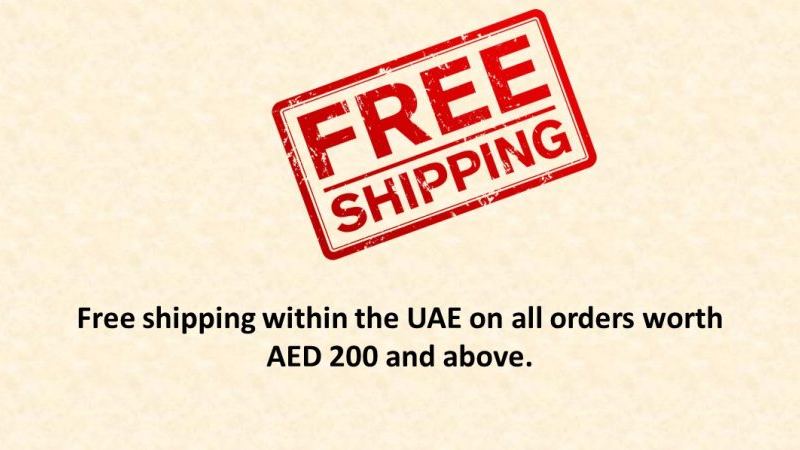 FREE
SHIPPING
Free shipping within the UAE on all orders worth
AED 200 and above.